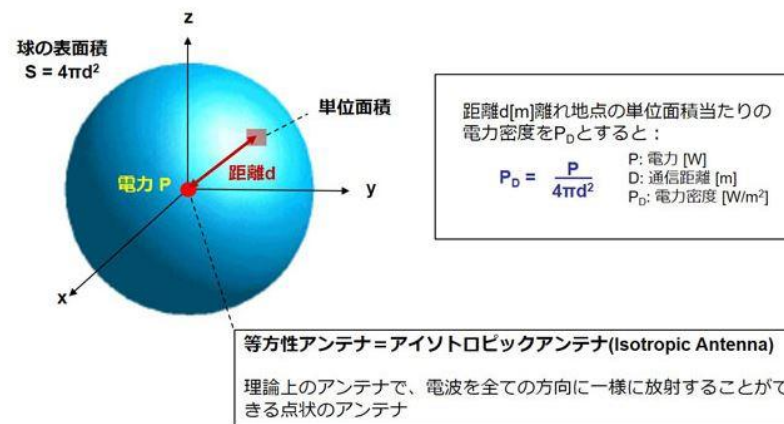 z
球の表面積
S = 4πd²
単位面積
電力 P
距離d
y
x
距離d[m]離れ地点の単位面積当たりの
電力密度をPDとすると：
PD = P / 4πd²
P: 電力 [W]
D: 通信距離 [m]
PD: 電力密度 [W/m²]
等方性アンテナ＝アイソトロピックアンテナ(Isotropic Antenna)
理論上のアンテナで、電波を全ての方向に一様に放射することがで
きる点状のアンテナ